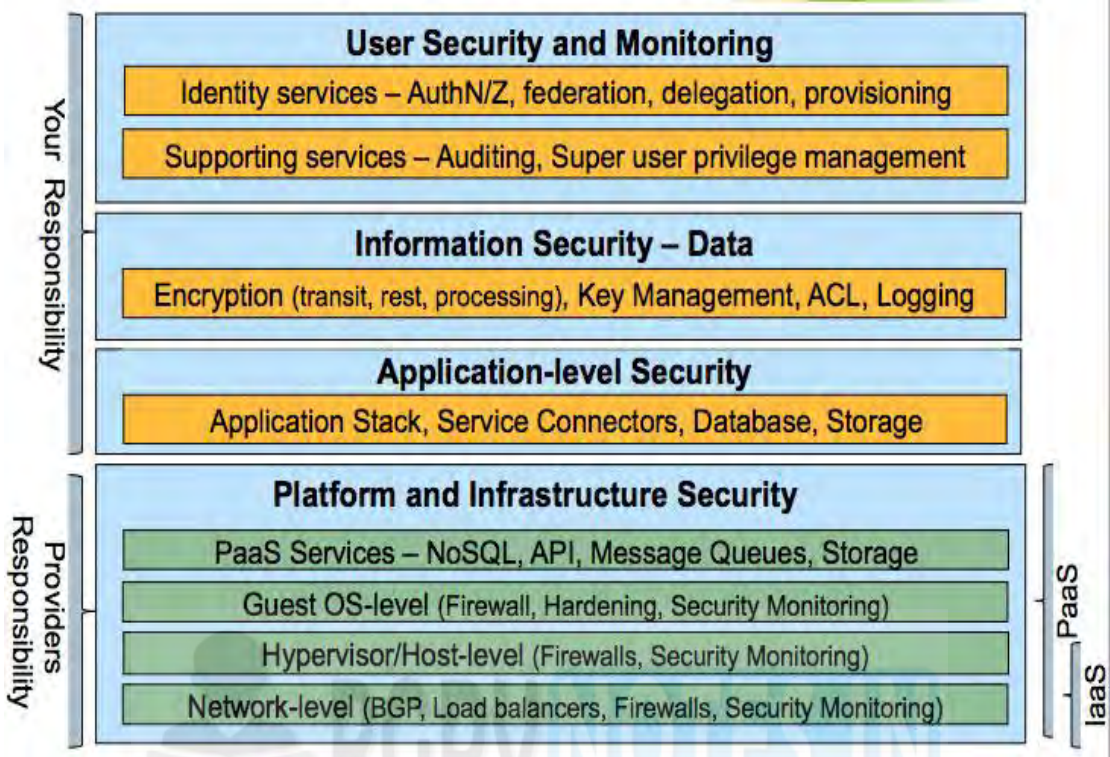 User Security and Monitoring
Identity services – AuthN/Z, federation, delegation, provisioning
Supporting services – Auditing, Super user privilege management
Information Security – Data
Encryption (transit, rest, processing), Key Management, ACL, Logging
Application-level Security
Application Stack, Service Connectors, Database, Storage
Your Responsibility
Platform and Infrastructure Security
PaaS Services – NoSQL, API, Message Queues, Storage
Guest OS-level (Firewall, Hardening, Security Monitoring)
Hypervisor/Host-level (Firewalls, Security Monitoring)
Network-level (BGP, Load balancers, Firewalls, Security Monitoring)
Providers
Responsibility
PaaS
IaaS